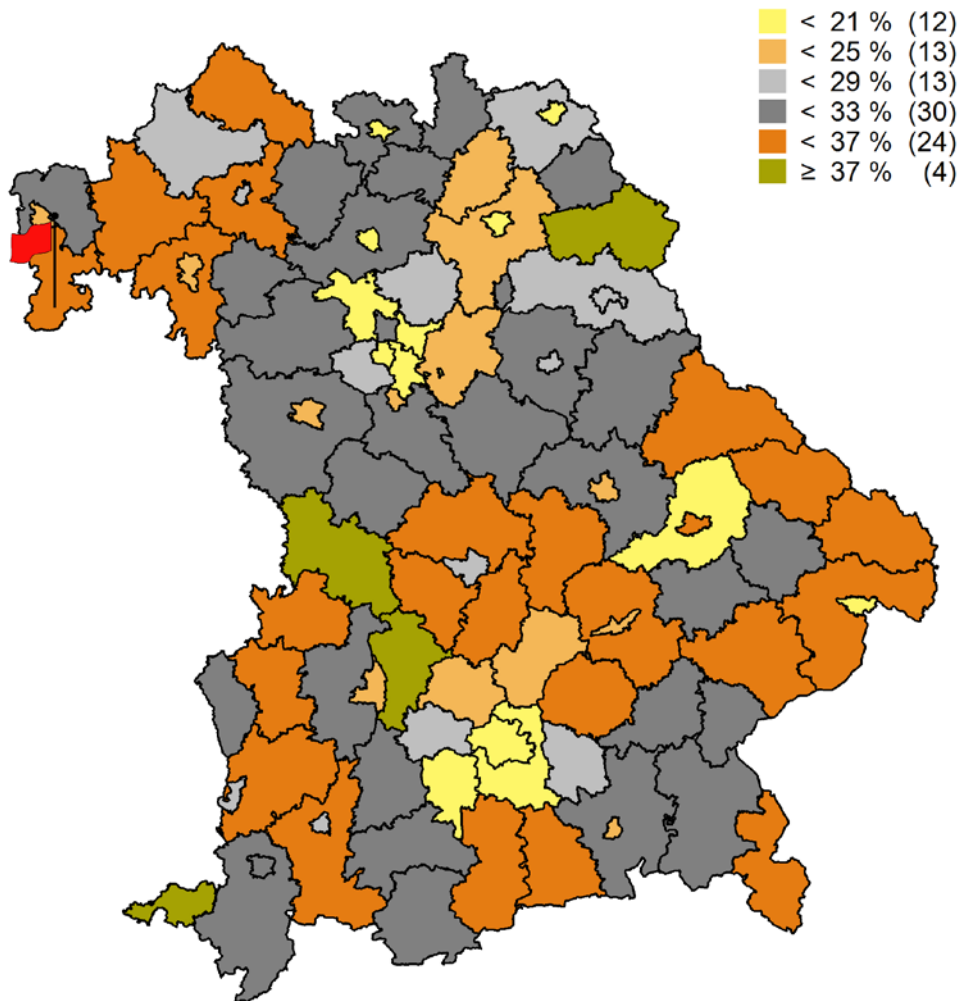 < 21 % (12)
< 25 % (13)
< 29 % (13)
< 33 % (30)
< 37 % (24)
≥ 37 % (4)